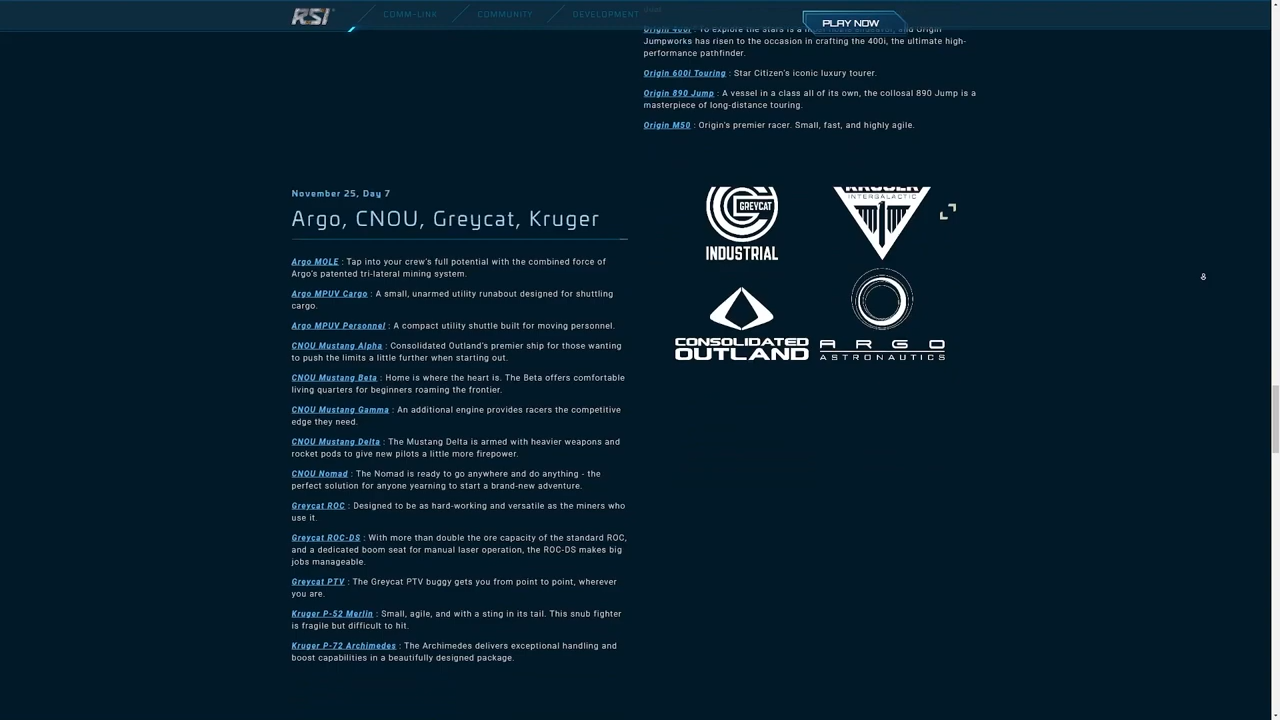 RSI
COMM-LINK
COMMUNITY
DEVELOPMENT
PLAY NOW
Origin 400i : To explore the stars is a most noble endeavor, and Origin
Jumpworks has risen to the occasion in crafting the 400i, the ultimate high-
performance pathfinder.
Origin 600i Touring : Star Citizen's iconic luxury tourer.
Origin 890 Jump : A vessel in a class all of its own, the collosal 890 Jump is a
masterpiece of long-distance touring.
Origin M50 : Origin's premier racer. Small, fast, and highly agile.
November 25, Day 7
Argo, CNOU, Greycat, Kruger
Argo MOLE : Tap into your crew's full potential with the combined force of
Argo's patented tri-lateral mining system.
Argo MPUV Cargo : A small, unarmed utility runabout designed for shuttling
cargo.
Argo MPUV Personnel : A compact utility shuttle built for moving personnel.
CNOU Mustang Alpha : Consolidated Outland's premier ship for those wanting
to push the limits a little further when starting out.
CNOU Mustang Beta : Home is where the heart is. The Beta offers comfortable
living quarters for beginners roaming the frontier.
CNOU Mustang Gamma : An additional engine provides racers the competitive
edge they need.
CNOU Mustang Delta : The Mustang Delta is armed with heavier weapons and
rocket pods to give new pilots a little more firepower.
CNOU Nomad : The Nomad is ready to go anywhere and do anything - the
perfect solution for anyone yearning to start a brand-new adventure.
Greycat ROC : Designed to be as hard-working and versatile as the miners who
use it.
Greycat ROC-DS : With more than double the ore capacity of the standard ROC,
and a dedicated boom seat for manual laser operation, the ROC-DS makes big
jobs manageable.
Greycat PTV : The Greycat PTV buggy gets you from point to point, wherever
you are.
Kruger P-52 Merlin : Small, agile, and with a sting in its tail. This snub fighter
is fragile but difficult to hit.
Kruger P-72 Archimedes : The Archimedes delivers exceptional handling and
boost capabilities in a beautifully designed package.
GREYCAT
INDUSTRIAL
KRUGER
INTERGALACTIC
CONSOLIDATED
OUTLAND
ARGO
ASTRONAUTICS